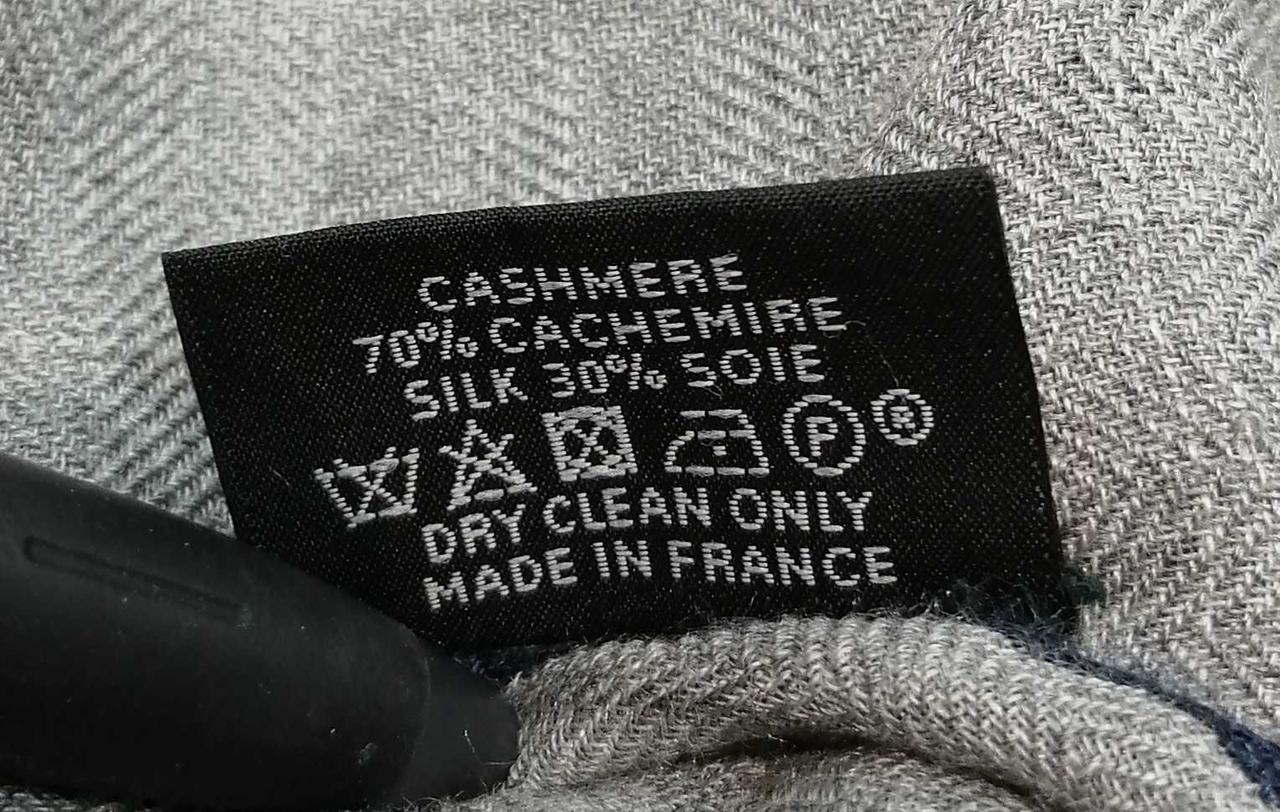 CASHMERE
70% CACHEMIRE
SILK 30% SOIE
P ®
DRY CLEAN ONLY
MADE IN FRANCE